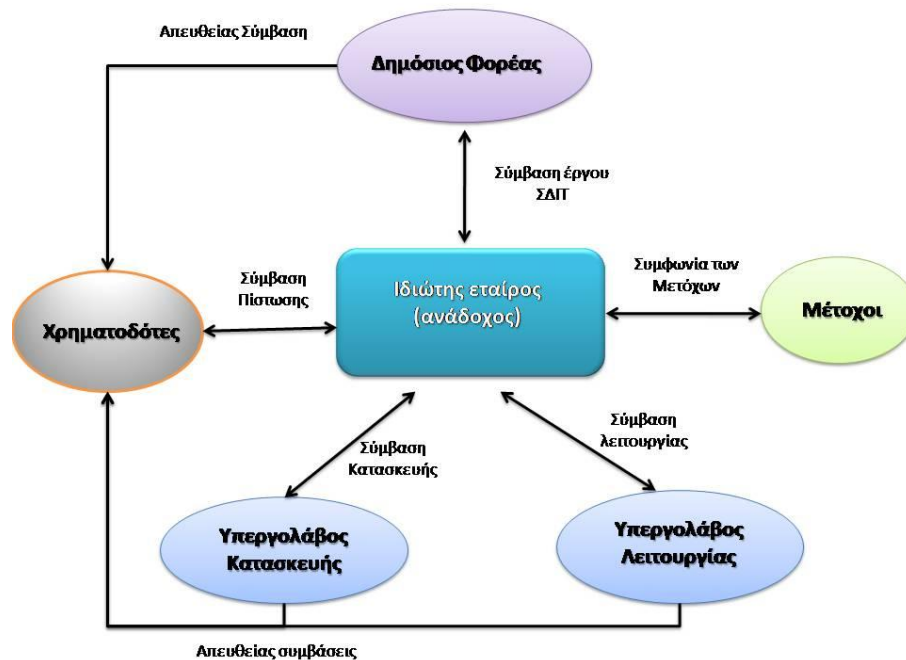 Απευθείας Σύμβαση
Δημόσιος Φορέας
Σύμβαση έργου
ΣΔΙΤ
Σύμβαση
Πίστωσης
Ιδιώτης εταίρος
(ανάδοχος)
Συμφωνία των
Μετόχων
Χρηματοδότες
Μέτοχοι
Σύμβαση
Κατασκευής
Σύμβαση
λειτουργίας
Υπεργολάβος
Κατασκευής
Υπεργολάβος
Λειτουργίας
Απευθείας συμβάσεις